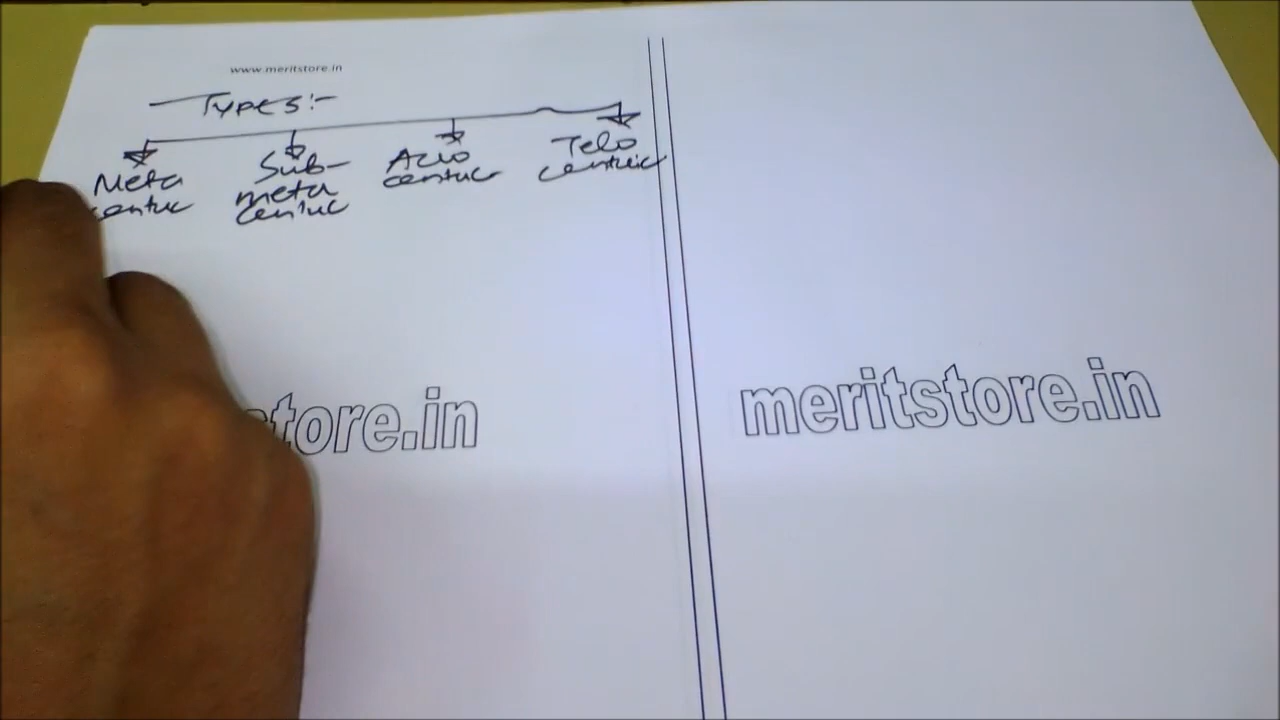 www.meritstore.in
Types:-
Meta
centric
Sub-
meta
centric
Acro
centric
Telo
centric
store.in
meritstore.in